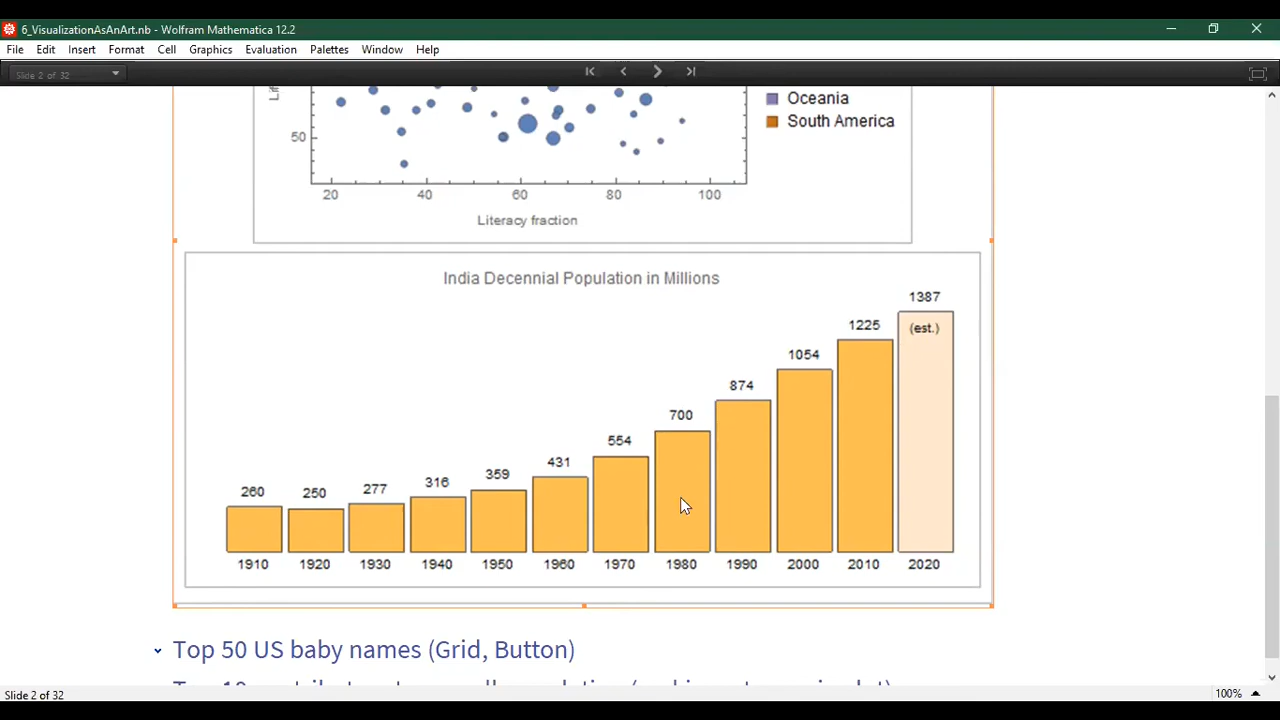 6_VisualizationAsAnArt.nb - Wolfram Mathematica 12.2
File Edit Insert Format Cell Graphics Evaluation Palettes Window Help
Slide 2 of 32
Oceania
50
South America
20 40 60 80 100
Literacy fraction
India Decennial Population in Millions
260 250 277 316 359 431 554 700 874 1054 1225 1387
(est.)
1910 1920 1930 1940 1950 1960 1970 1980 1990 2000 2010 2020
Top 50 US baby names (Grid, Button)
Slide 2 of 32
100%